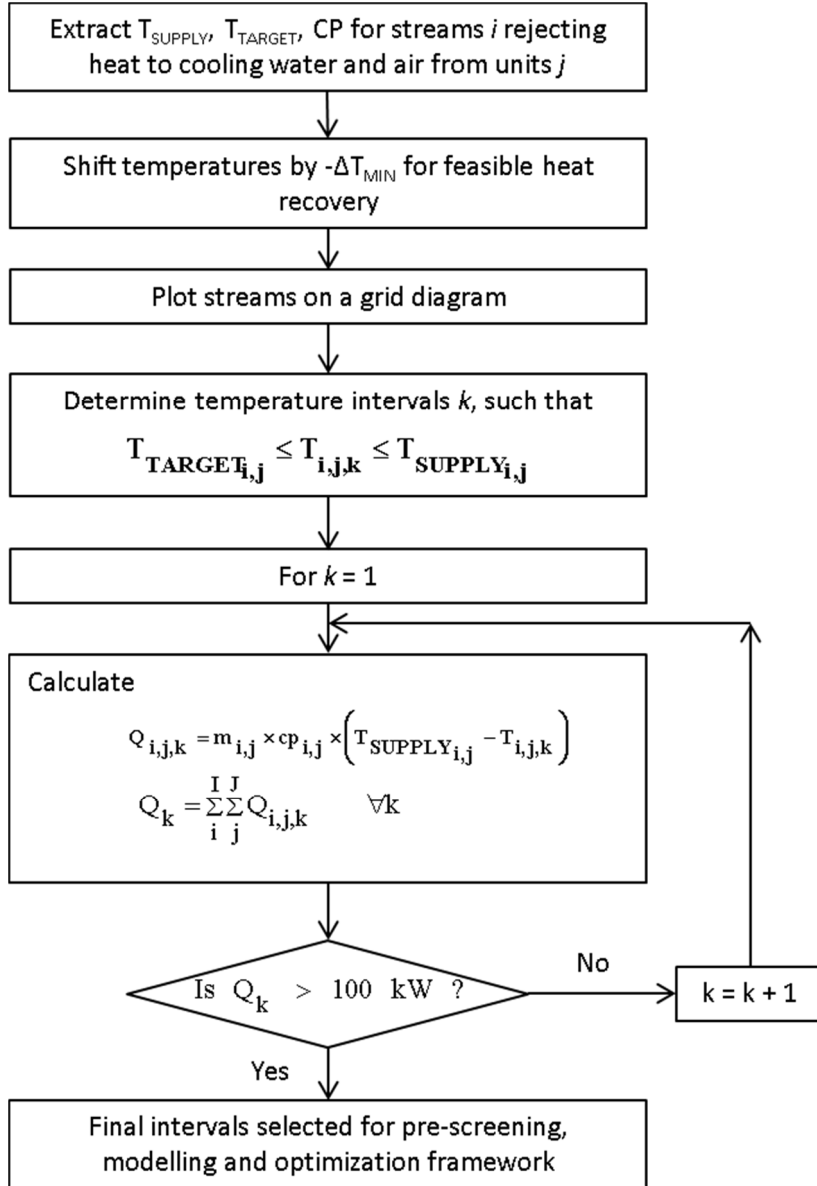 Extract T_SUPPLY, T_TARGET, CP for streams i rejecting
heat to cooling water and air from units j
Shift temperatures by -ΔT_MIN for feasible heat
recovery
Plot streams on a grid diagram
Determine temperature intervals k, such that
T_TARGET_i,j ≤ T_i,j,k ≤ T_SUPPLY_i,j
For k = 1
Calculate
Q_i,j,k = m_i,j × cp_i,j × (T_SUPPLY_i,j − T_i,j,k)
Q_k = Σ_i^I Σ_j^J Q_i,j,k ∀k
Is Q_k > 100 kW ?
No
k = k + 1
Yes
Final intervals selected for pre-screening,
modelling and optimization framework